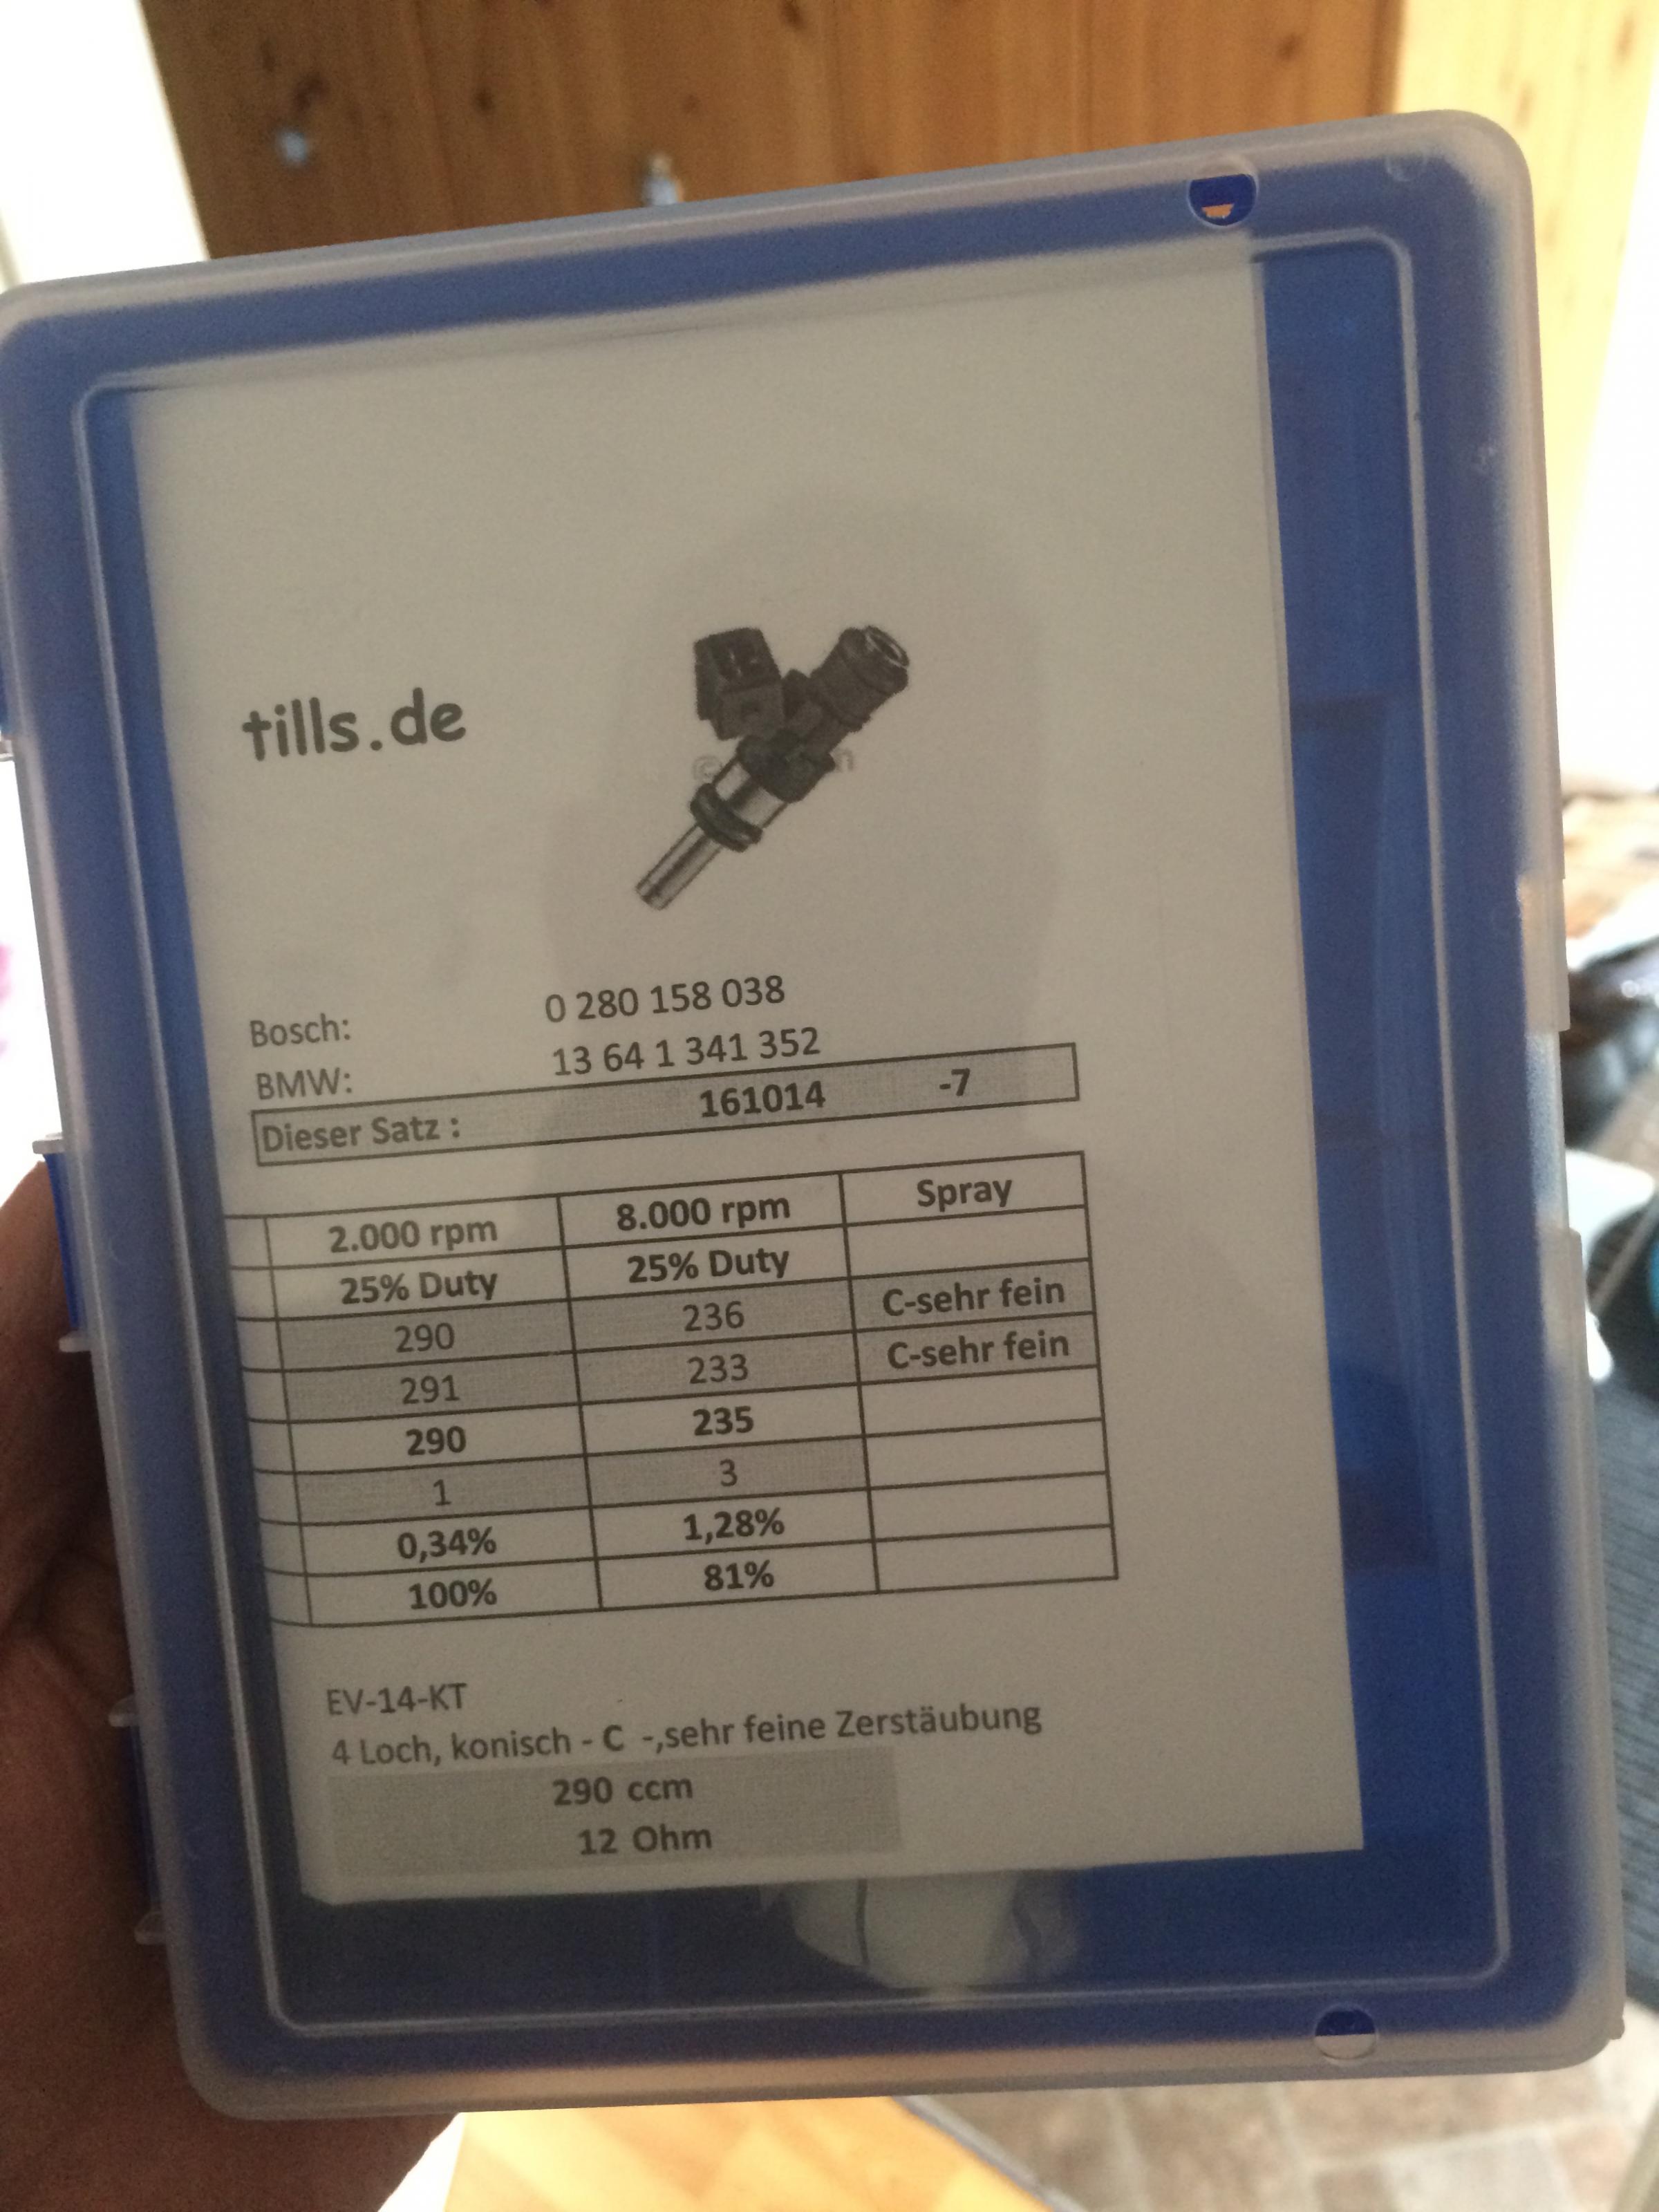 tills.de
Bosch: 0 280 158 038
BMW: 13 64 1 341 352
Dieser Satz : 161014 -7
2.000 rpm 8.000 rpm Spray
25% Duty 25% Duty
290 236 C-sehr fein
291 233 C-sehr fein
290 235
1 3
0,34% 1,28%
100% 81%
EV-14-KT
4 Loch, konisch - C -,sehr feine Zerstäubung
290 ccm
12 Ohm